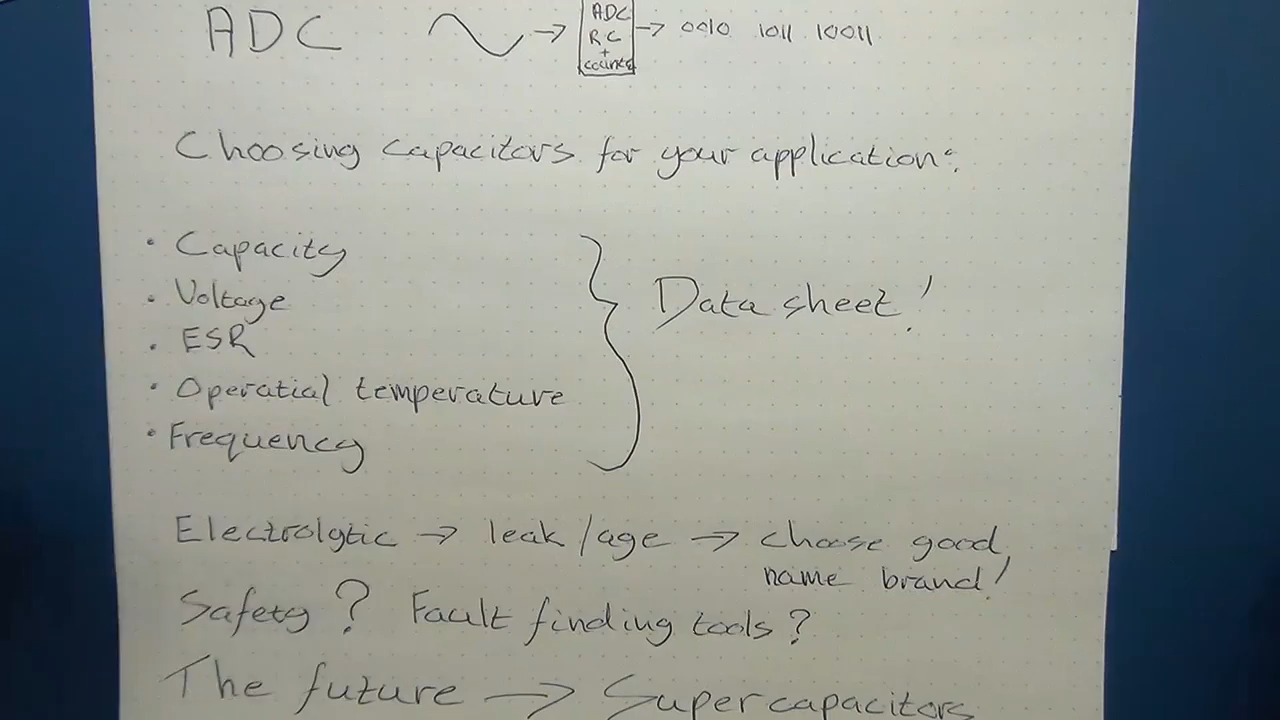 ADC → ADC RC + counter → 0010 1011 10011
Choosing capacitors for your application:
• Capacity
• Voltage
• ESR
• Operatial temperature
• Frequency
Data sheet!
Electrolytic → leak/age → choose good,
name brand!
Safety? Fault finding tools?
The future → Supercapacitors